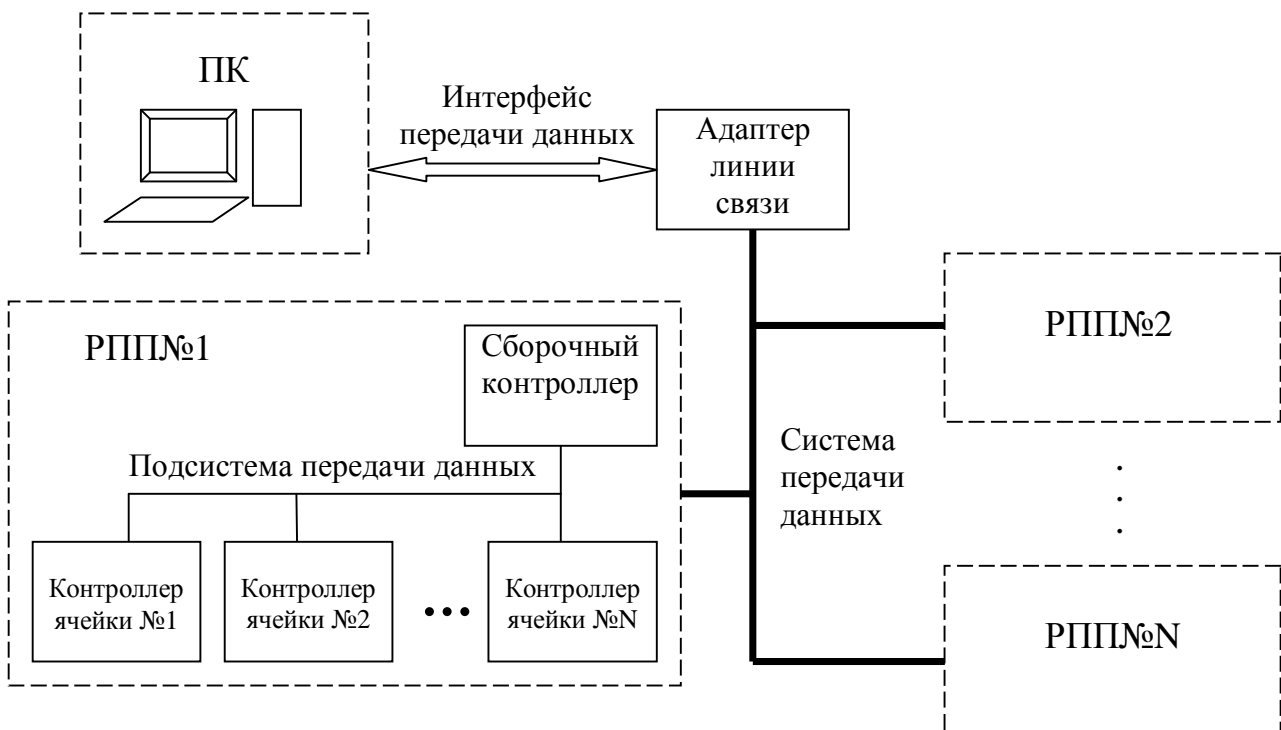 ПК
Интерфейс
передачи данных
Адаптер
линии
связи
РПП№1
Сборочный
контроллер
Подсистема передачи данных
Контроллер
ячейки №1
Контроллер
ячейки №2
Контроллер
ячейки №N
Система
передачи
данных
РПП№2
РПП№N